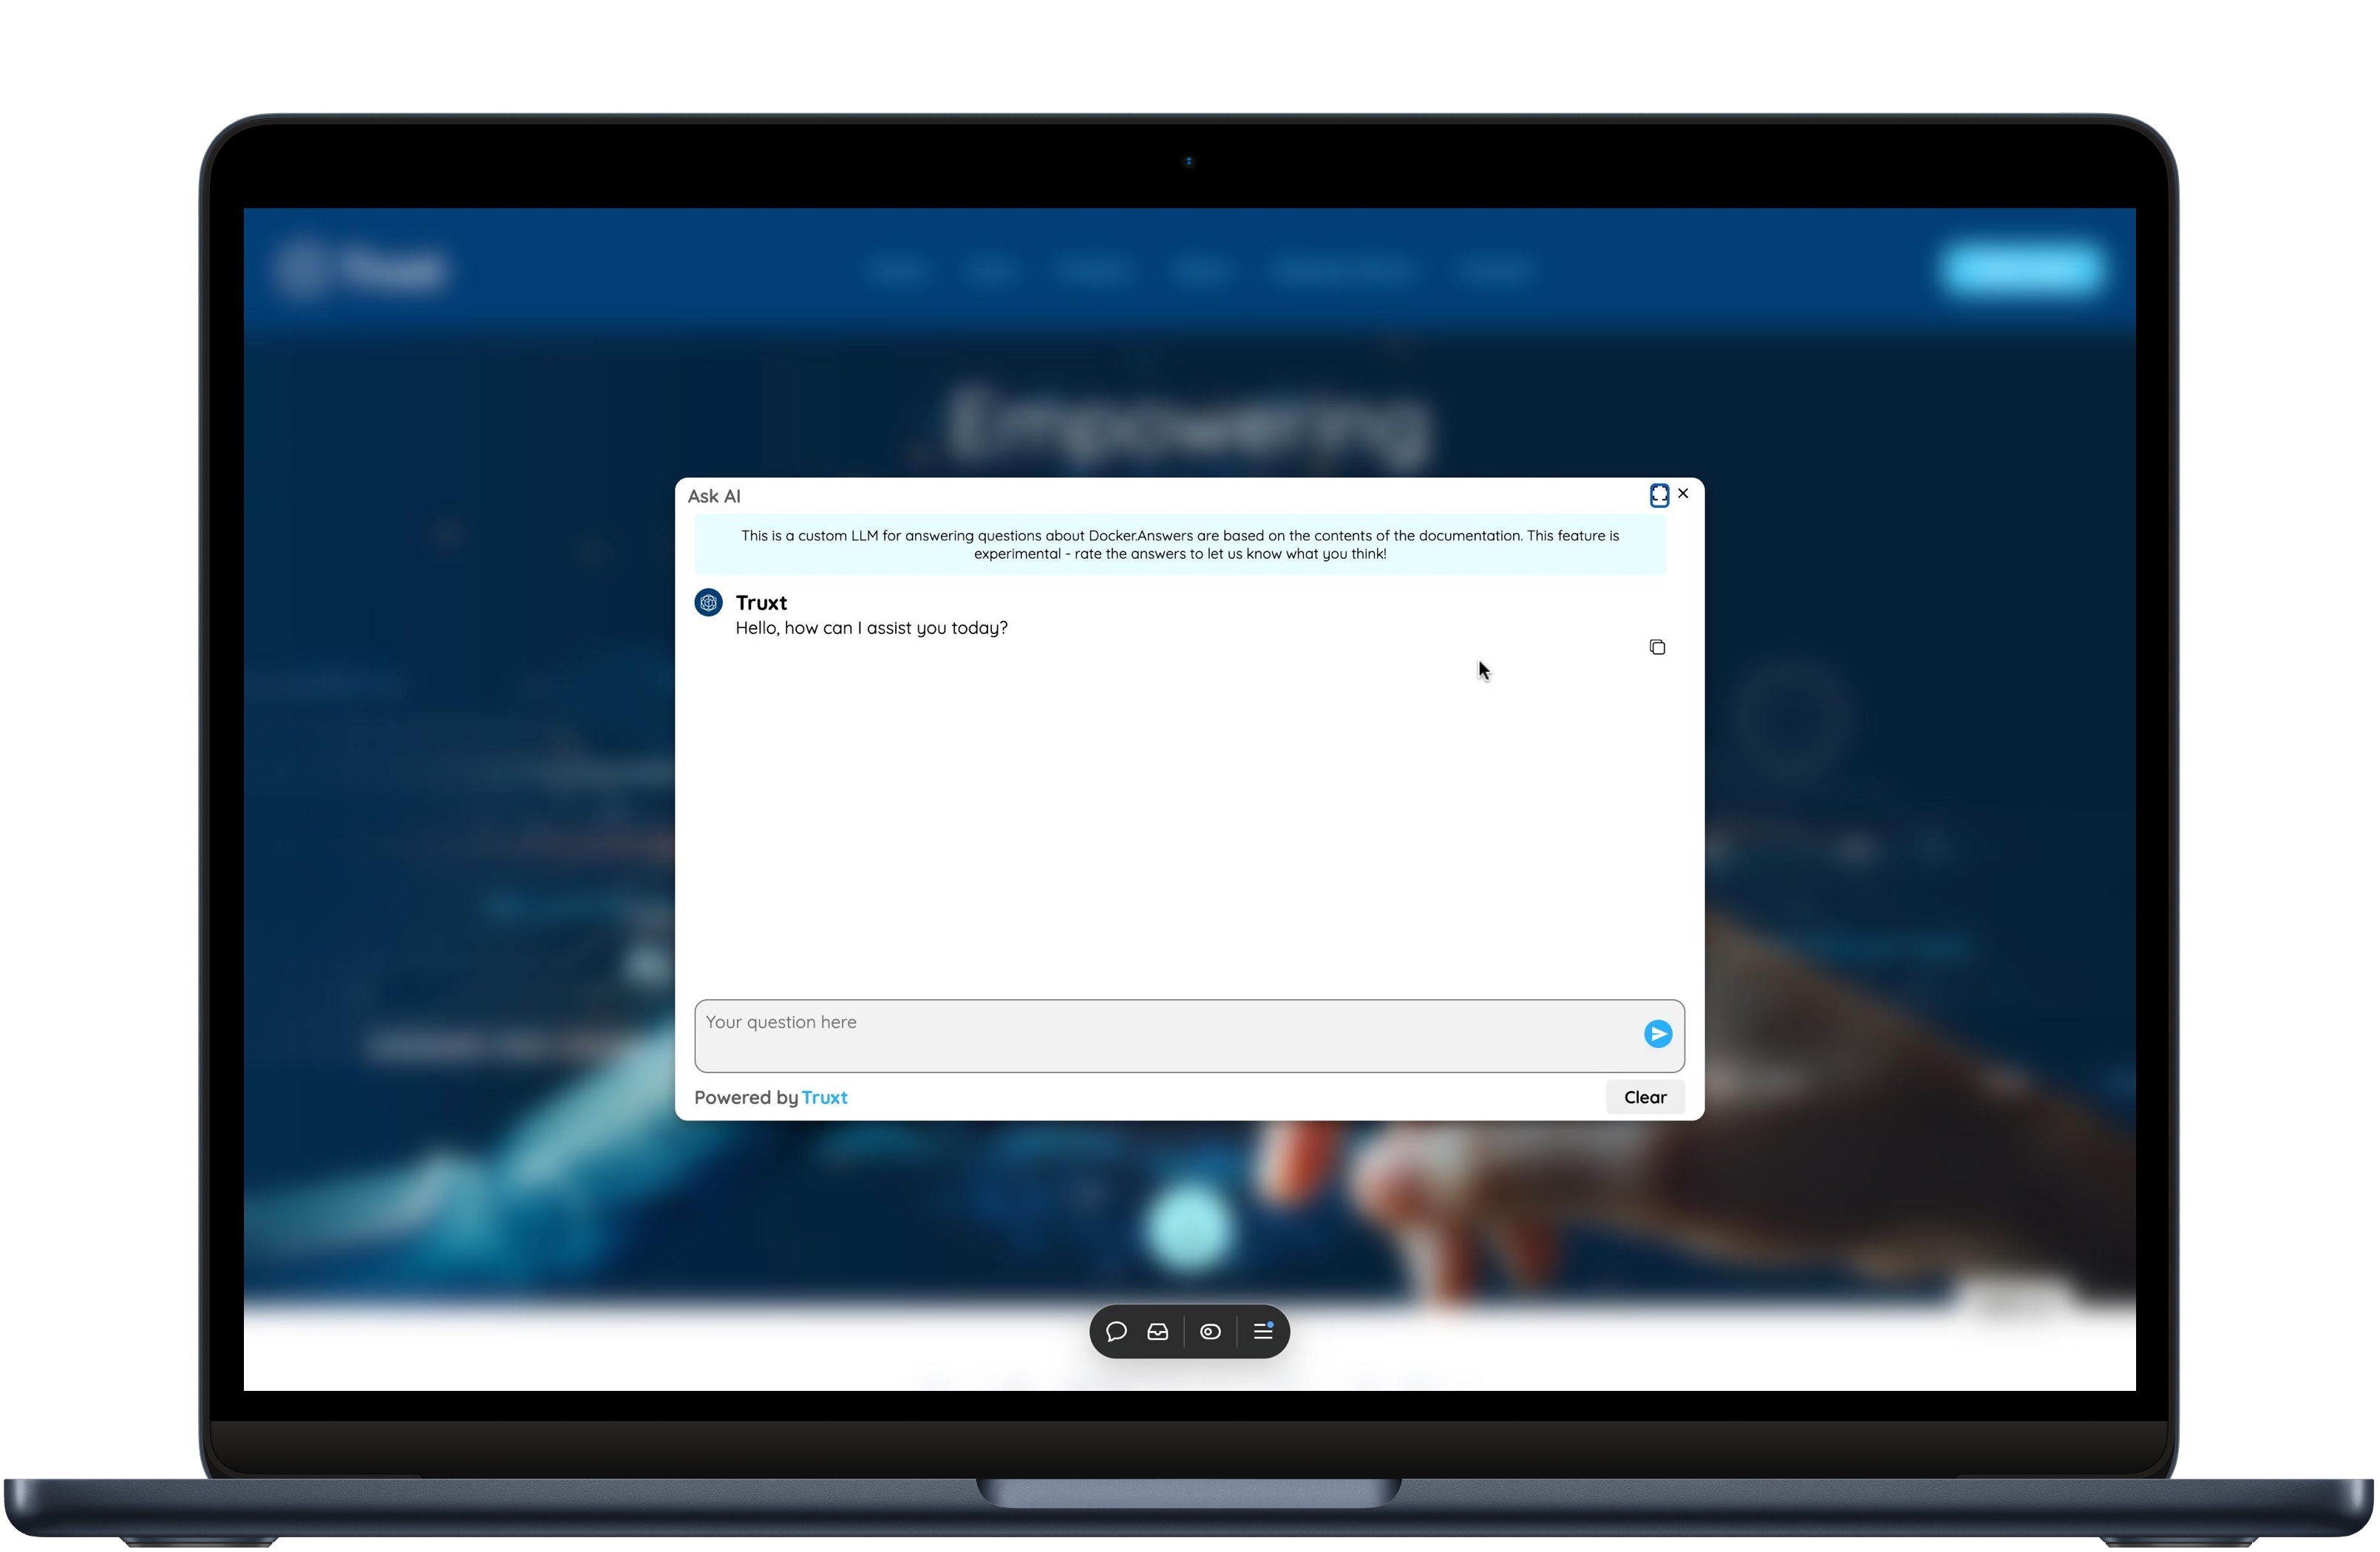 Truxt
Empowering
Ask AI
This is a custom LLM for answering questions about Docker.Answers are based on the contents of the documentation. This feature is
experimental - rate the answers to let us know what you think!
Truxt
Hello, how can I assist you today?
Your question here
Powered by Truxt
Clear